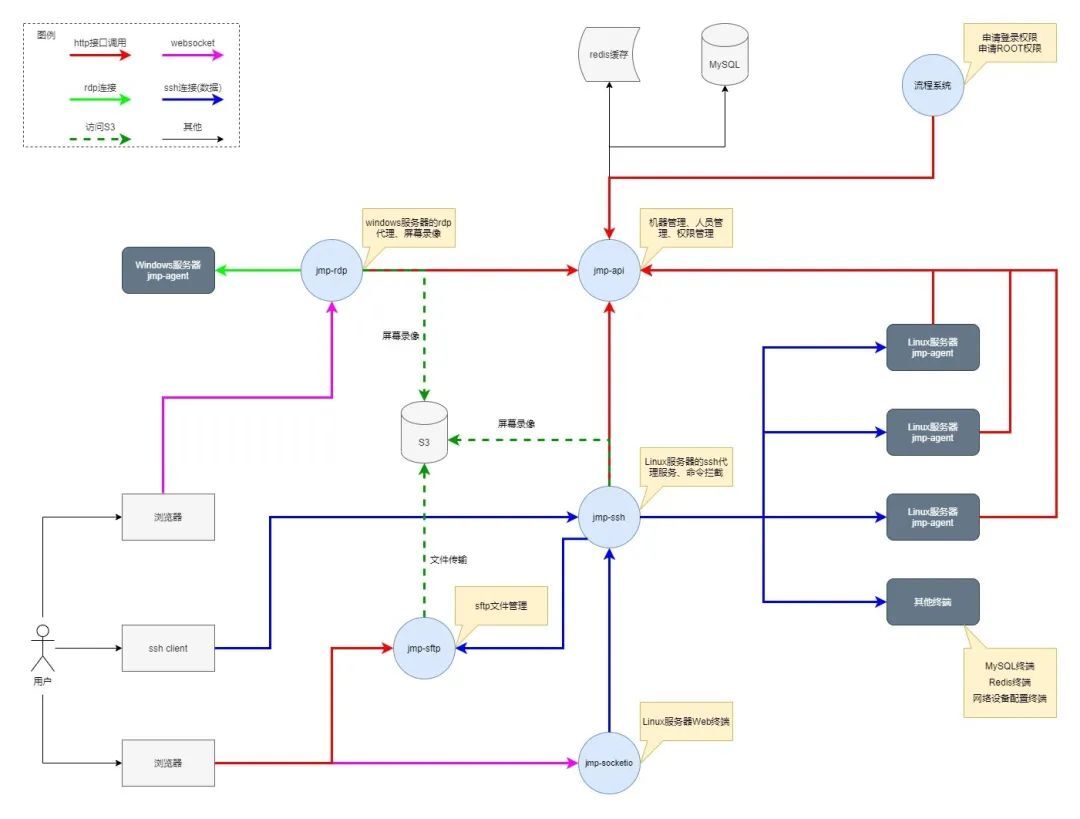 图例
http接口调用
websocket
rdp连接
ssh连接(数据)
访问S3
其他
redis缓存
MySQL
流程系统
申请登录权限
申请ROOT权限
windows服务器的rdp
代理、屏幕录像
机器管理、人员管
理、权限管理
Windows服务器
jmp-agent
jmp-rdp
jmp-api
屏幕录像
Linux服务器
jmp-agent
S3
屏幕录像
Linux服务器
jmp-agent
Linux服务器的ssh代
理服务、命令拦截
浏览器
jmp-ssh
Linux服务器
jmp-agent
文件传输
sftp文件管理
其他终端
用户
ssh client
jmp-sftp
MySQL终端
Redis终端
网络设备配置终端
Linux服务器Web终端
浏览器
jmp-socketio